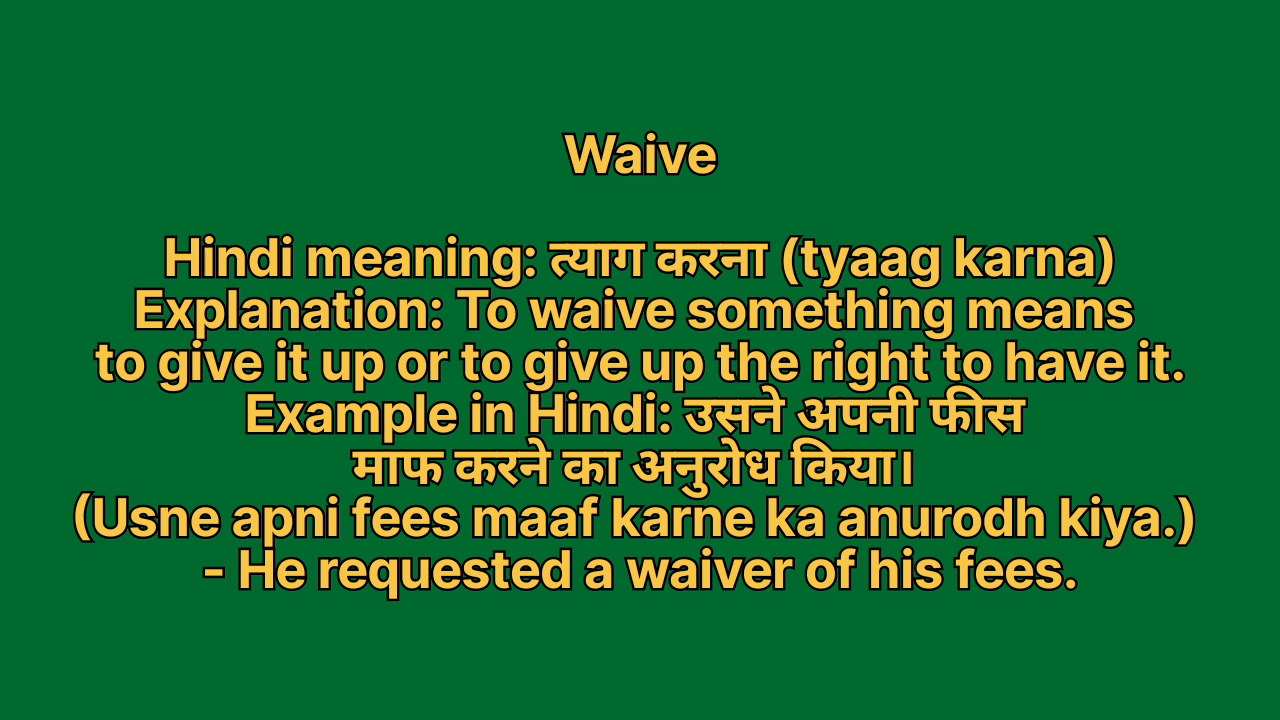 Waive
Hindi meaning: त्याग करना (tyaag karna)
Explanation: To waive something means
to give it up or to give up the right to have it.
Example in Hindi: उसने अपनी फीस
माफ करने का अनुरोध किया।
(Usne apni fees maaf karne ka anurodh kiya.)
- He requested a waiver of his fees.